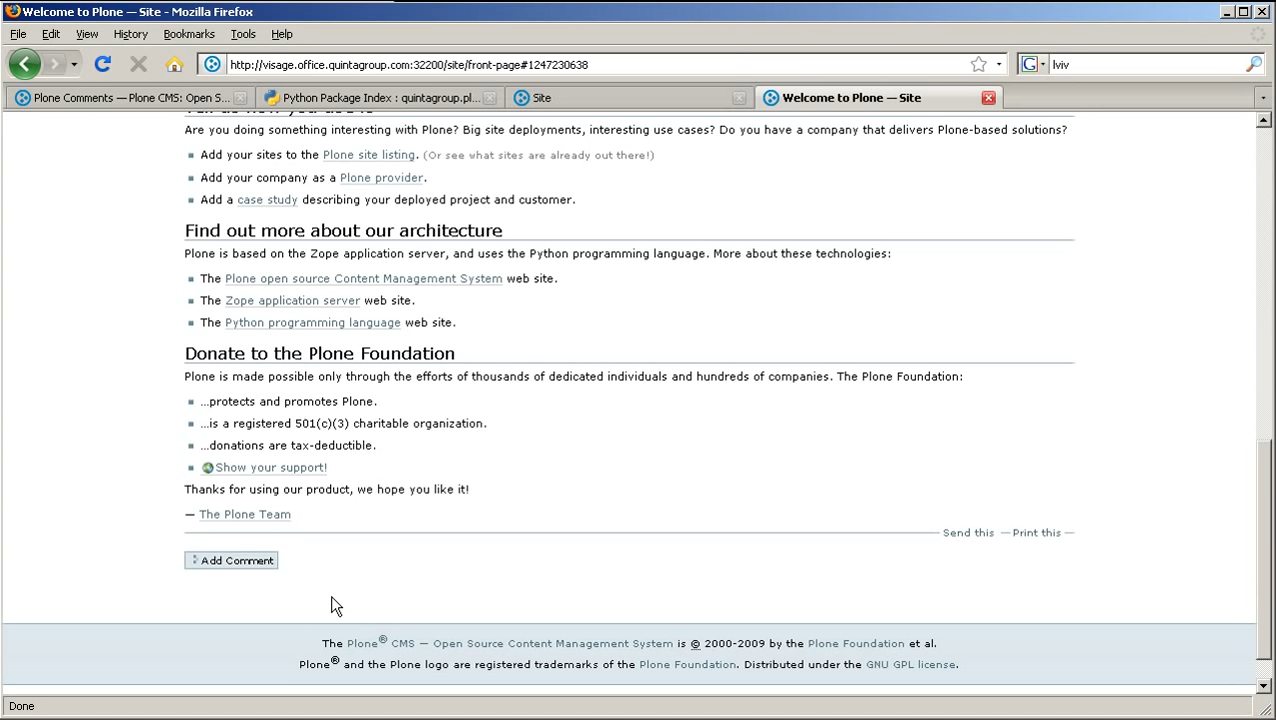 Welcome to Plone — Site - Mozilla Firefox
File Edit View History Bookmarks Tools Help
http://visage.office.quintagroup.com:32200/site/front-page#1247230638
G lviv
Plone Comments — Plone CMS: Open S...
Python Package Index : quintagroup.pl...
Site
Welcome to Plone — Site
Are you doing something interesting with Plone? Big site deployments, interesting use cases? Do you have a company that delivers Plone-based solutions?
Add your sites to the Plone site listing. (Or see what sites are already out there!)
Add your company as a Plone provider.
Add a case study describing your deployed project and customer.
Find out more about our architecture
Plone is based on the Zope application server, and uses the Python programming language. More about these technologies:
The Plone open source Content Management System web site.
The Zope application server web site.
The Python programming language web site.
Donate to the Plone Foundation
Plone is made possible only through the efforts of thousands of dedicated individuals and hundreds of companies. The Plone Foundation:
…protects and promotes Plone.
…is a registered 501(c)(3) charitable organization.
…donations are tax-deductible.
Show your support!
Thanks for using our product, we hope you like it!
— The Plone Team
Send this — Print this —
Add Comment
The Plone® CMS — Open Source Content Management System is © 2000-2009 by the Plone Foundation et al.
Plone® and the Plone logo are registered trademarks of the Plone Foundation. Distributed under the GNU GPL license.
Done